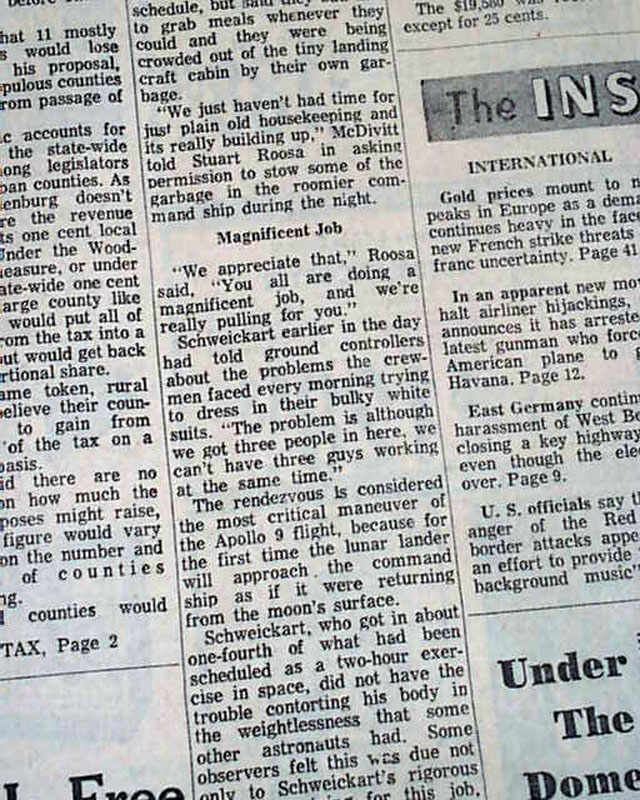 hat 11 mostly
s would lose
his proposal,
pulous counties
rom passage of
c accounts for
the state-wide
ong legislators
ban counties. As
enburg doesn't
re the revenue
ts one cent local
Under the Wood-
easure, or under
ate-wide one cent
arge county like
would put all of
rom the tax into a
out would get back
rtional share.
ame token, rural
believe their coun-
to gain from
of the tax on a
basis.
id there are no
on how much the
poses might raise,
figure would vary
on the number and
of counties
ng.
d counties would
TAX, Page 2
Free
schedule, but said they
to grab meals whenever they
could and they were being
crowded out of the tiny landing
craft cabin by their own gar-
bage.
"We just haven't had time for
just plain old housekeeping and
its really building up," McDivitt
told Stuart Roosa in asking
permission to stow some of the
garbage in the roomier com-
mand ship during the night.
Magnificent Job
"We appreciate that," Roosa
said, "You all are doing a
magnificent job, and we're
really pulling for you."
Schweickart earlier in the day
had told ground controllers
about the problems the crew-
men faced every morning trying
to dress in their bulky white
suits. "The problem is although
we got three people in here, we
can't have three guys working
at the same time."
The rendezvous is considered
the most critical maneuver of
the Apollo 9 flight, because for
the first time the lunar lander
will approach the command
ship as if it were returning
from the moon's surface.
Schweickart, who got in about
one-fourth of what had been
scheduled as a two-hour exer-
cise in space, did not have the
trouble contorting his body in
the weightlessness that some
other astronauts had. Some
observers felt this was due not
only to Schweickart's rigorous
for this job,
The $19,580 was
except for 25 cents.
The INS
INTERNATIONAL
Gold prices mount to n
peaks in Europe as a dema
continues heavy in the face
new French strike threats
franc uncertainty. Page 41
In an apparent new mov
halt airliner hijackings,
announces it has arreste
latest gunman who force
American plane to
Havana. Page 12.
East Germany contin
harassment of West Be
closing a key highway
even though the elec
over. Page 9.
U. S. officials say
anger of the Red
border attacks appe
an effort to provide
background music"
Under
The
Dome